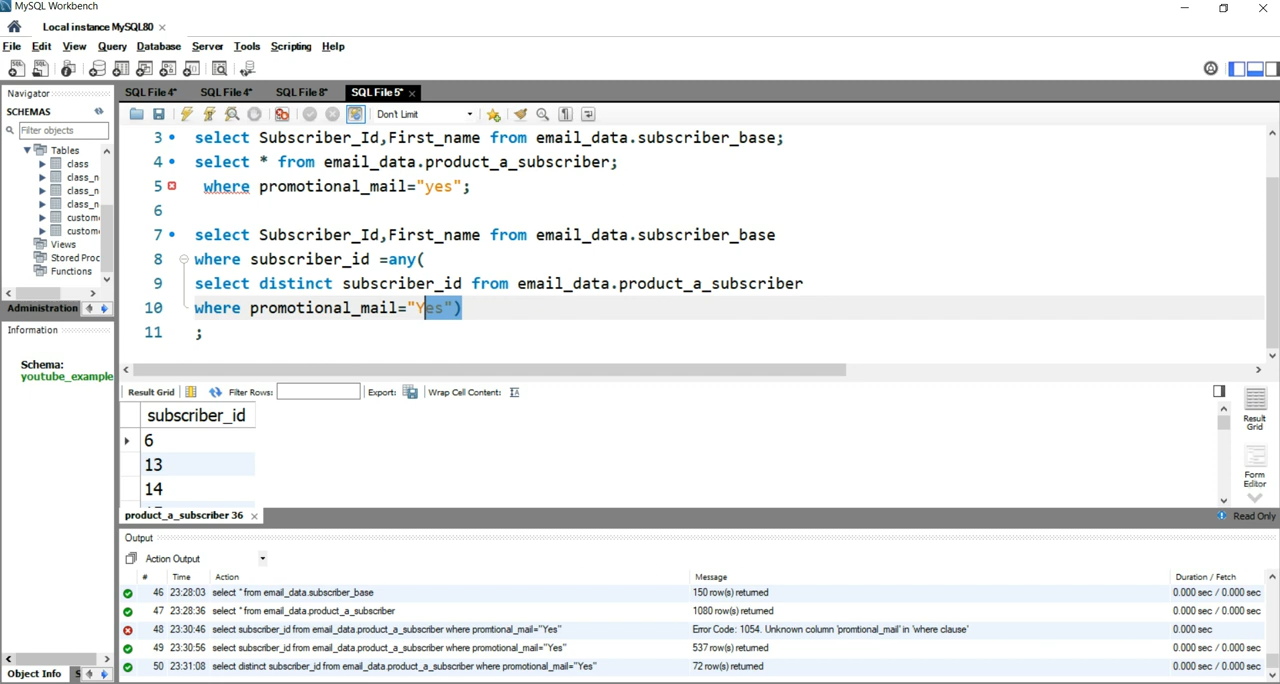 MySQL Workbench
Local instance MySQL80
File Edit View Query Database Server Tools Scripting Help
Navigator
SCHEMAS
Filter objects
Tables
class
class_n
class_n
class_n
custom
custom
Views
Stored Proc
Functions
Administration
Information
Schema:
youtube_example
Object Info S
SQL File 4* SQL File 4* SQL File 8* SQL File 5*
Don't Limit
3 select Subscriber_Id,First_name from email_data.subscriber_base;
4 select * from email_data.product_a_subscriber;
5 where promotional_mail="yes";
6
7 select Subscriber_Id,First_name from email_data.subscriber_base
8 where subscriber_id =any(
9 select distinct subscriber_id from email_data.product_a_subscriber
10 where promotional_mail="Yes")
11 ;
Result Grid Filter Rows: Export: Wrap Cell Content:
subscriber_id
6
13
14
Result Grid
Form Editor
product_a_subscriber 36
Read Only
Output
Action Output
# Time Action Message Duration / Fetch
46 23:28:03 select * from email_data.subscriber_base 150 row(s) returned 0.000 sec / 0.000 sec
47 23:28:36 select * from email_data.product_a_subscriber 1080 row(s) returned 0.000 sec / 0.000 sec
48 23:30:46 select subscriber_id from email_data.product_a_subscriber where promtional_mail="Yes" Error Code: 1054. Unknown column 'promtional_mail' in 'where clause' 0.000 sec
49 23:30:56 select subscriber_id from email_data.product_a_subscriber where promotional_mail="Yes" 537 row(s) returned 0.000 sec / 0.000 sec
50 23:31:08 select distinct subscriber_id from email_data.product_a_subscriber where promotional_mail="Yes" 72 row(s) returned 0.000 sec / 0.000 sec